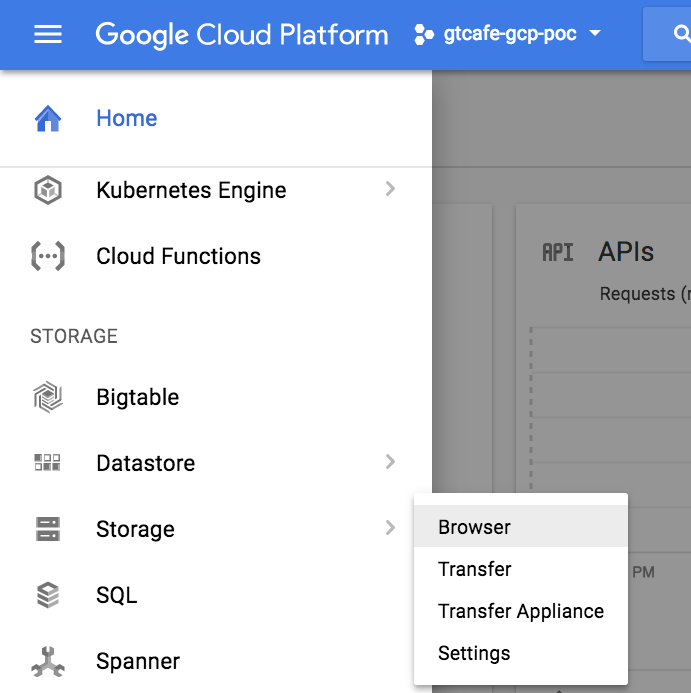 Google Cloud Platform gtcafe-gcp-poc
Home
Kubernetes Engine
Cloud Functions
STORAGE
Bigtable
Datastore
Storage
SQL
Spanner
Browser
Transfer
Transfer Appliance
Settings
API APIs
Requests (
PM